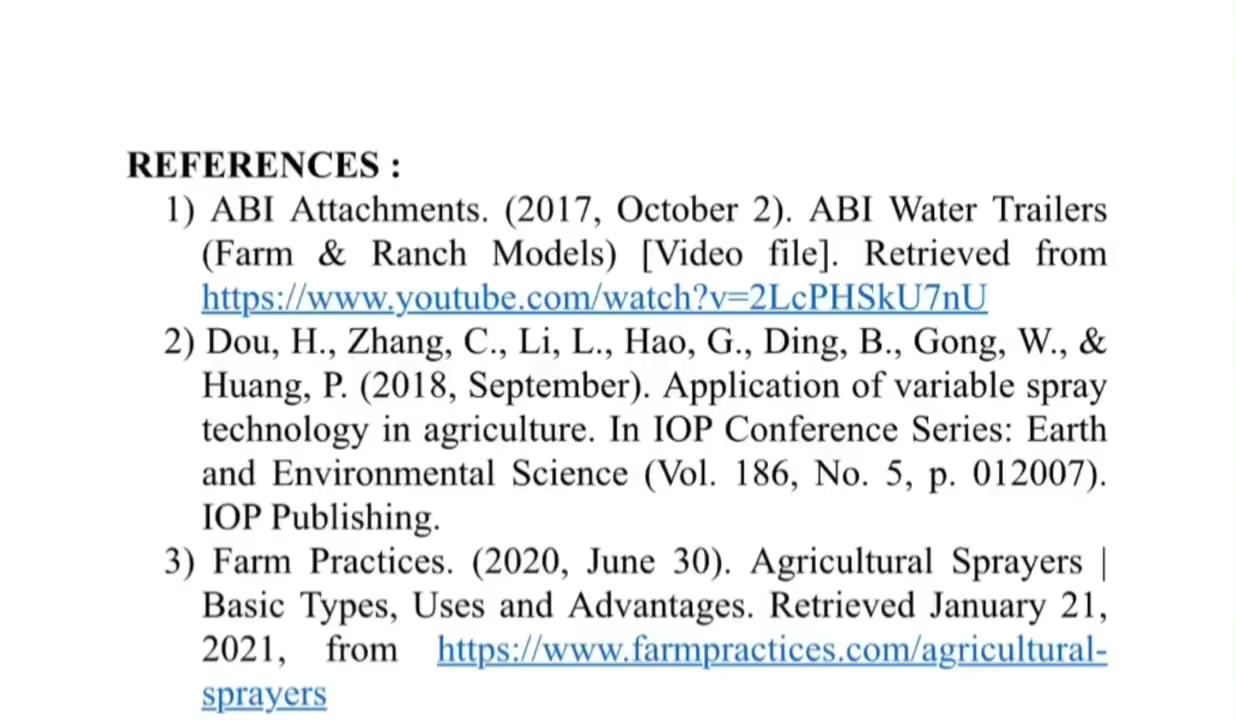 REFERENCES :
1) ABI Attachments. (2017, October 2). ABI Water Trailers
(Farm & Ranch Models) [Video file]. Retrieved from
https://www.youtube.com/watch?v=2LcPHSkU7nU
2) Dou, H., Zhang, C., Li, L., Hao, G., Ding, B., Gong, W., &
Huang, P. (2018, September). Application of variable spray
technology in agriculture. In IOP Conference Series: Earth
and Environmental Science (Vol. 186, No. 5, p. 012007).
IOP Publishing.
3) Farm Practices. (2020, June 30). Agricultural Sprayers |
Basic Types, Uses and Advantages. Retrieved January 21,
2021, from https://www.farmpractices.com/agricultural-
sprayers